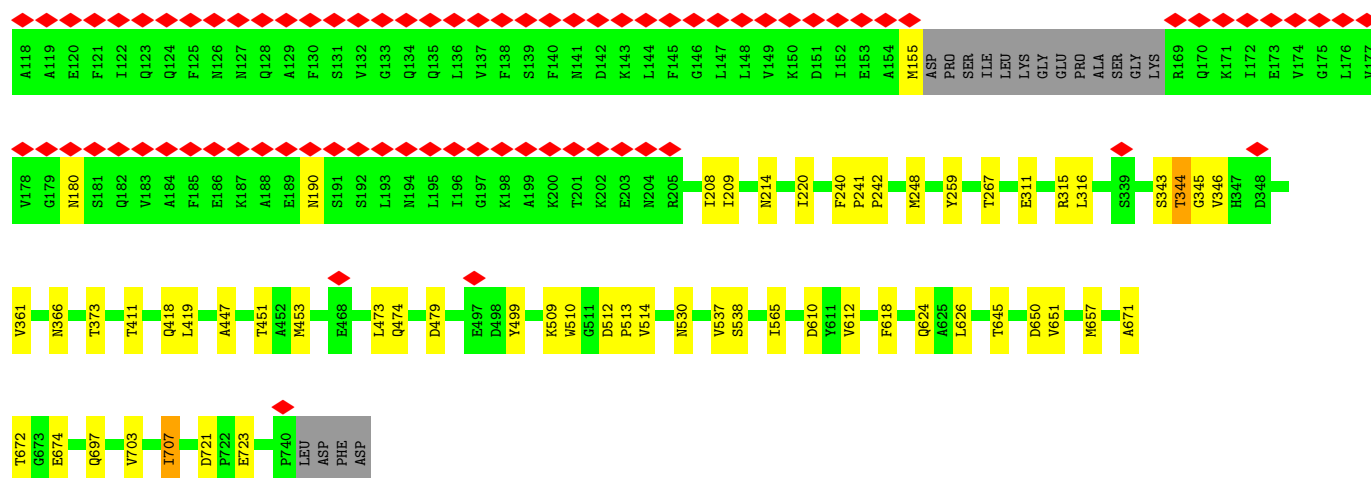 A118 A119 E120 F121 I122 Q123 Q124 F125 N126 N127 Q128 A129 F130 S131 V132 G133 Q134 Q135 L136 V137 F138 S139 F140 N141 D142 K143 L144 F145 G146 L147 L148 V149 K150 D151 I152 E153 A154 M155 ASP PRO SER ILE LEU LYS GLY GLU PRO ALA SER GLY LYS R169 Q170 K171 I172 E173 V174 G175 L176 V177
V178 G179 N180 S181 Q182 V183 A184 F185 E186 K187 A188 E189 N190 S191 S192 L193 N194 L195 I196 G197 K198 A199 K200 T201 K202 E203 N204 R205 I208 I209 N214 I220 F240 P241 P242 M248 Y259 T267 E311 R315 L316 S339 S343 T344 G345 V346 H347 D348
V361 N366 T373 T411 Q418 L419 A447 T451 A452 M453 E468 L473 Q474 D479 E497 D498 Y499 K509 W510 G511 D512 P513 V514 N530 V537 S538 I565 D610 Y611 V612 F618 Q624 A625 L626 T645 D650 V651 M657 A671
T672 G673 E674 Q697 V703 I707 D721 P722 E723 P740 LEU ASP PHE ASP